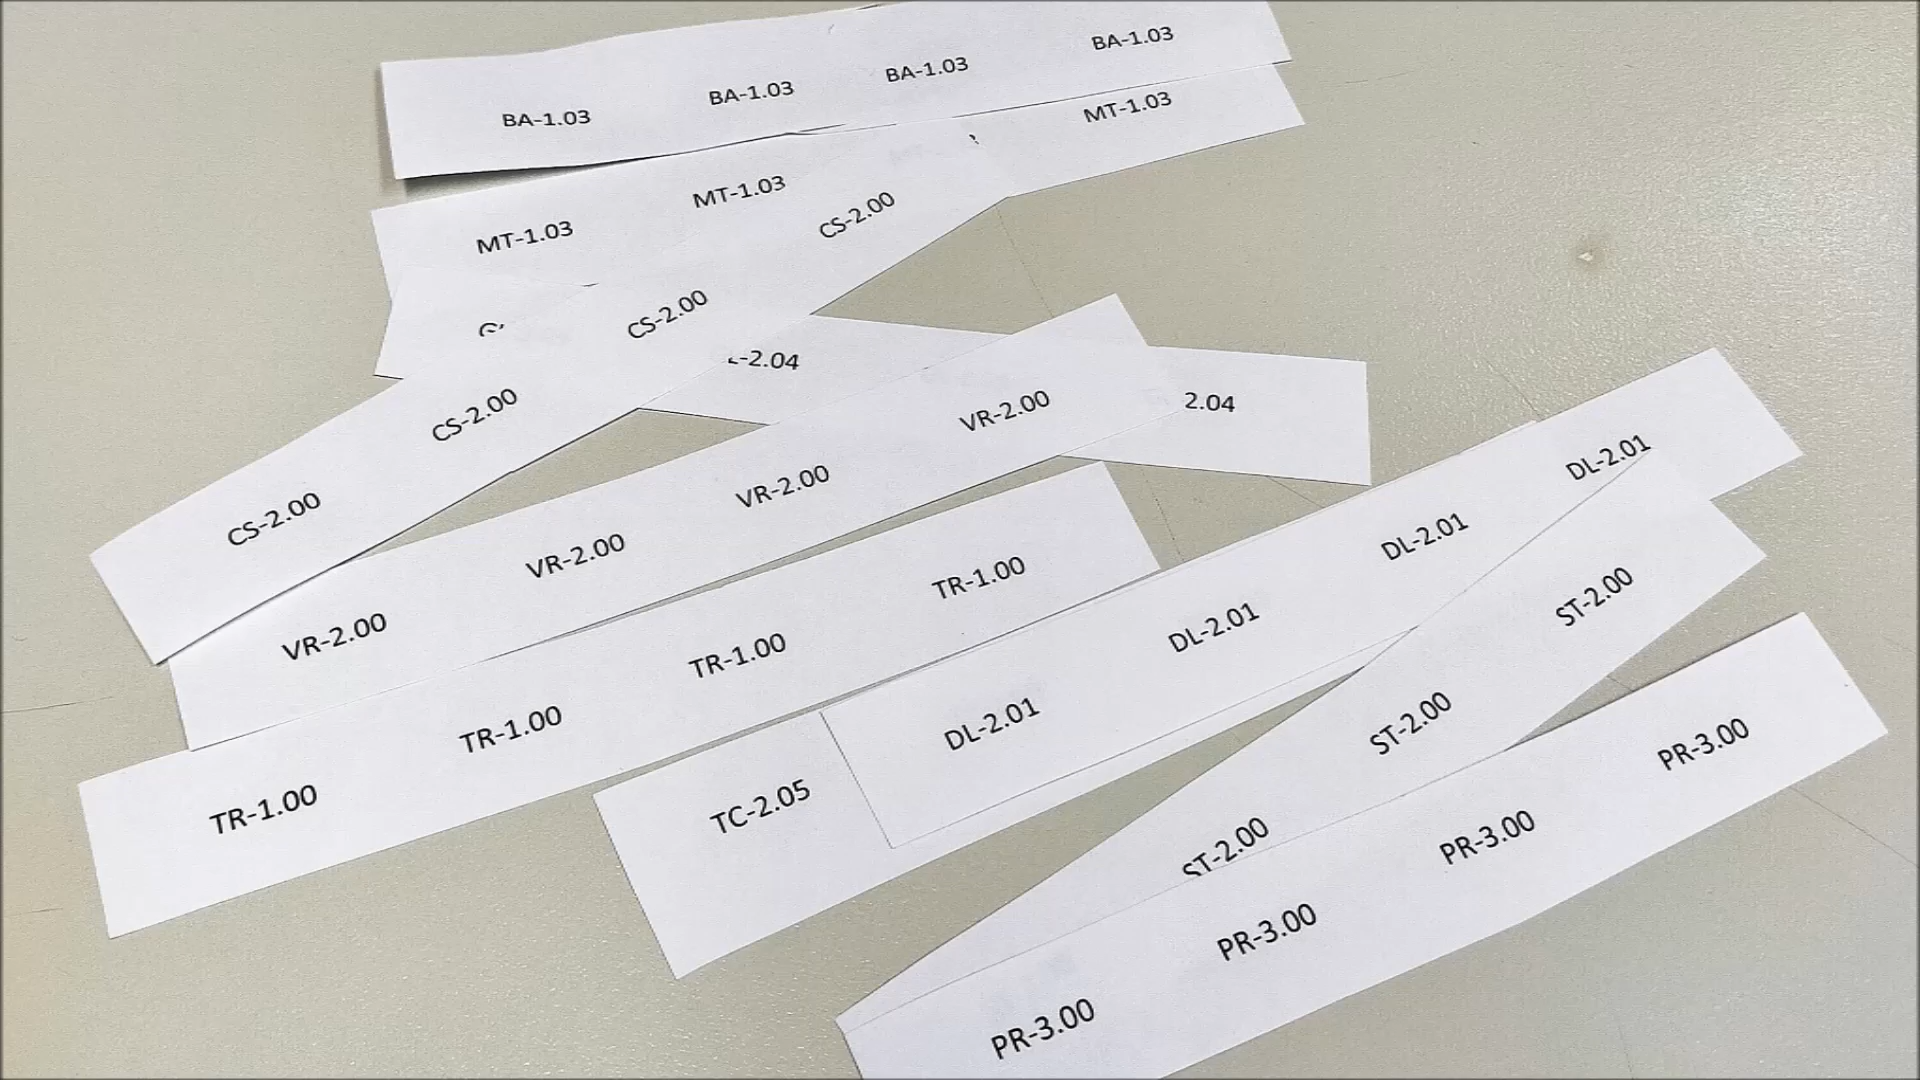 BA-1.03 BA-1.03 BA-1.03 BA-1.03
MT-1.03 MT-1.03 MT-1.03
CS-2.00 CS-2.00 CS-2.00 CS-2.00
-2.04 2.04
VR-2.00 VR-2.00 VR-2.00 VR-2.00
TR-1.00 TR-1.00 TR-1.00 TR-1.00
TC-2.05
DL-2.01 DL-2.01 DL-2.01 DL-2.01
ST-2.00 ST-2.00 ST-2.00
PR-3.00 PR-3.00 PR-3.00 PR-3.00